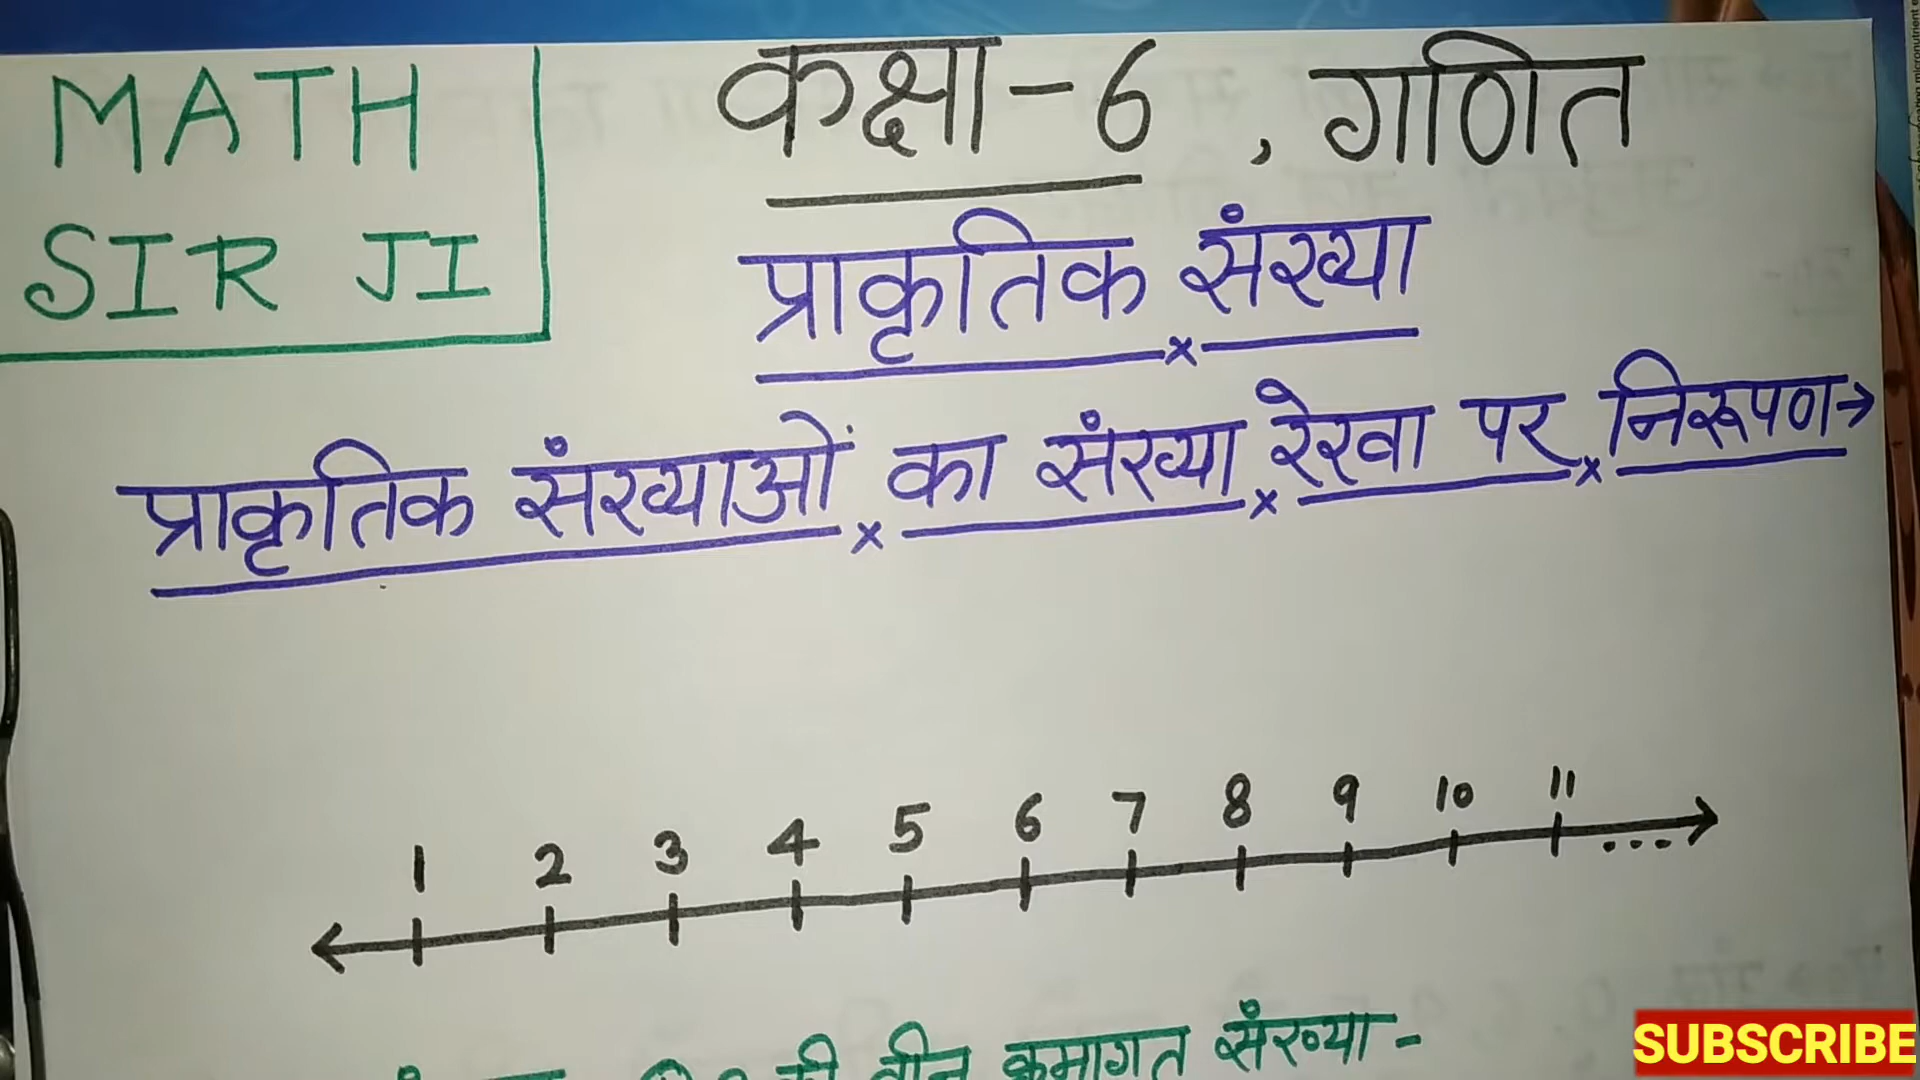 MATH
SIR JI
कक्षा-6, गणित
प्राकृतिक संख्या
प्राकृतिक संख्याओं का संख्या रेखा पर निरूपण→
1 2 3 4 5 6 7 8 9 10 11 ...
की तीन क्रमागत संख्या -
SUBSCRIBE